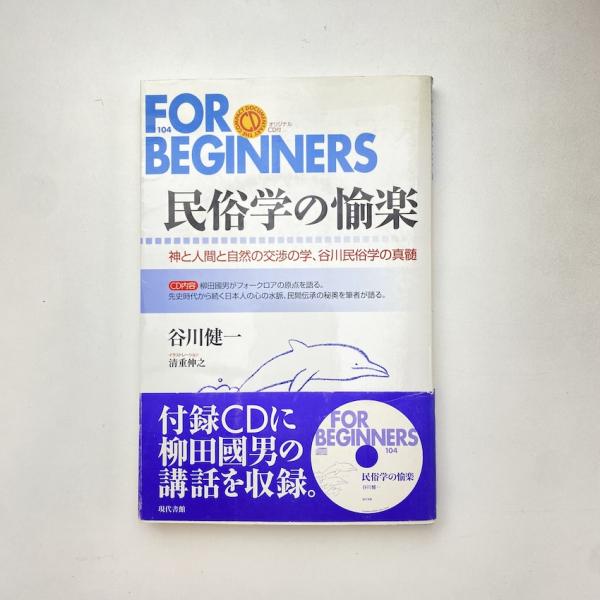 FOR
104
COMPACT DOCUMENTARY THE
CD
オリジナル
CD付
BEGINNERS
民俗学の愉楽
神と人間と自然の交渉の学、谷川民俗学の真髄
CD内容 柳田國男がフォークロアの原点を語る。
先史時代から続く日本人の心の水脈、民間伝承の秘奥を筆者が語る。
谷川健一
イラストレーション
清重伸之
付録CDに
柳田國男の
講話を収録。
現代書館
FOR
BEGINNERS
104
民俗学の愉楽
谷川健一